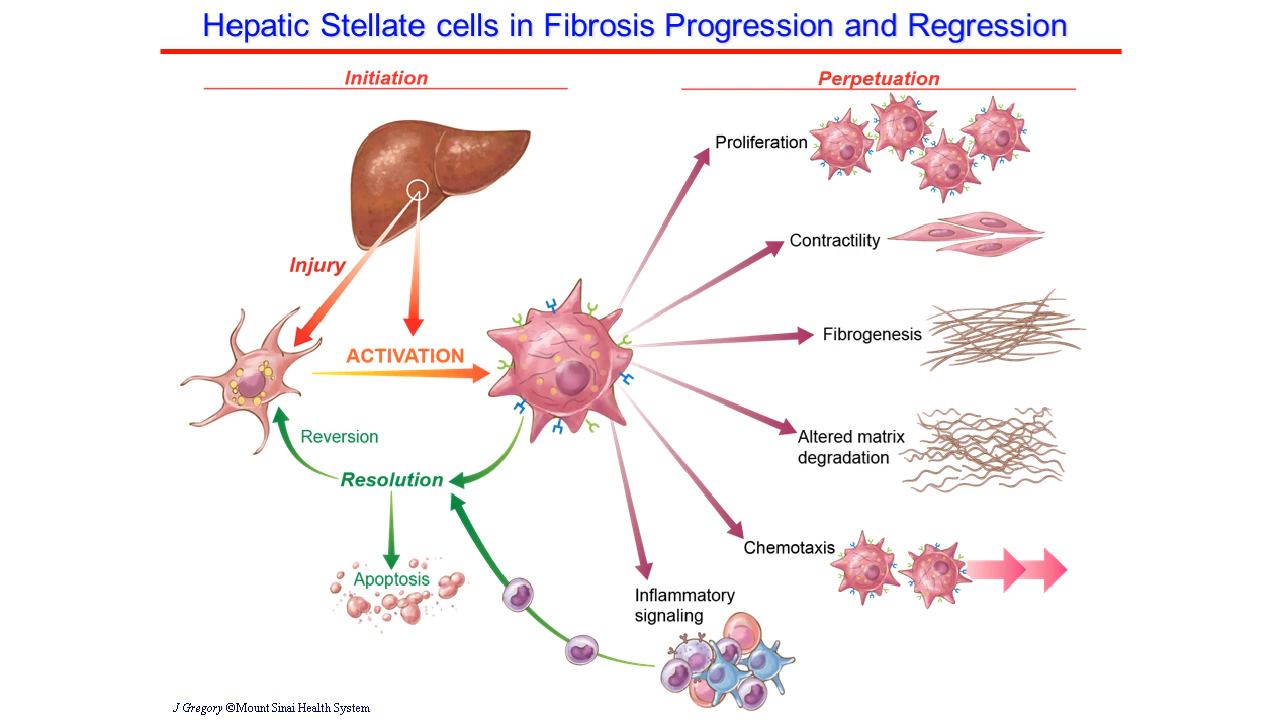 Hepatic Stellate cells in Fibrosis Progression and Regression
Initiation
Perpetuation
Proliferation
Contractility
Injury
Fibrogenesis
ACTIVATION
Reversion
Altered matrix
degradation
Resolution
Chemotaxis
Apoptosis
Inflammatory
signaling
J Gregory ©Mount Sinai Health System